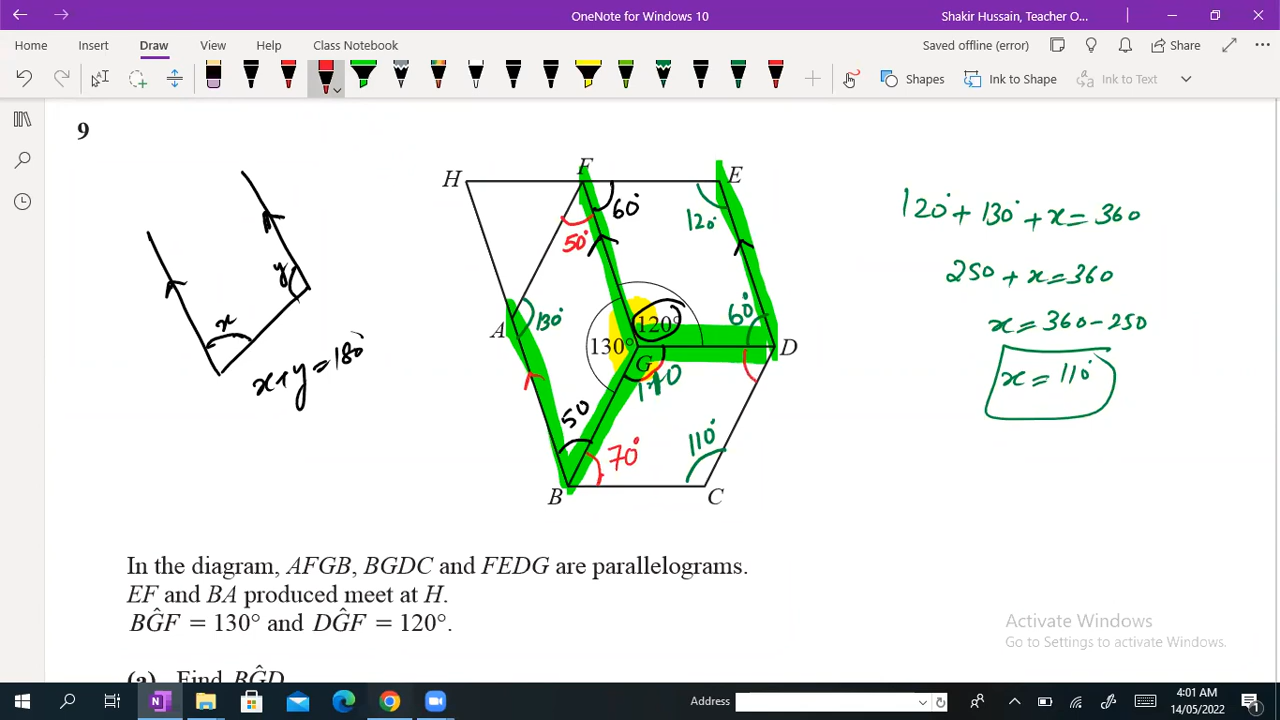 OneNote for Windows 10
Shakir Hussain, Teacher O...
Home Insert Draw View Help Class Notebook
Saved offline (error) Share
Shapes Ink to Shape Ink to Text
9
H F E
60°
50°
120°
A 130°
130° 120° 60°
G D
110
50
70° 110°
B C
y
x
x+y=180°
120°+130°+x=360
250+x=360
x=360-250
x=110°
In the diagram, AFGB, BGDC and FEDG are parallelograms.
EF and BA produced meet at H.
BĜF = 130° and DĜF = 120°.
(a) Find BĜD
Activate Windows
Go to Settings to activate Windows.
Address
4:01 AM
14/05/2022